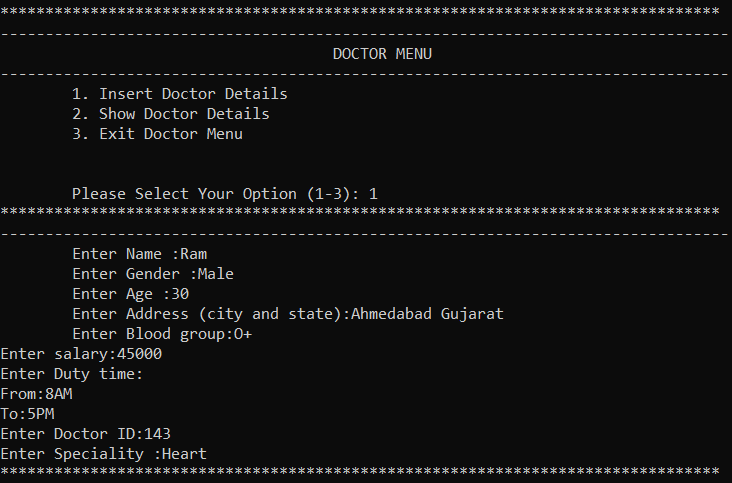 ********************************************************************************
---------------------------------------------------------------------------------
DOCTOR MENU
---------------------------------------------------------------------------------
1. Insert Doctor Details
2. Show Doctor Details
3. Exit Doctor Menu
Please Select Your Option (1-3): 1
********************************************************************************
---------------------------------------------------------------------------------
Enter Name :Ram
Enter Gender :Male
Enter Age :30
Enter Address (city and state):Ahmedabad Gujarat
Enter Blood group:O+
Enter salary:45000
Enter Duty time:
From:8AM
To:5PM
Enter Doctor ID:143
Enter Speciality :Heart
********************************************************************************